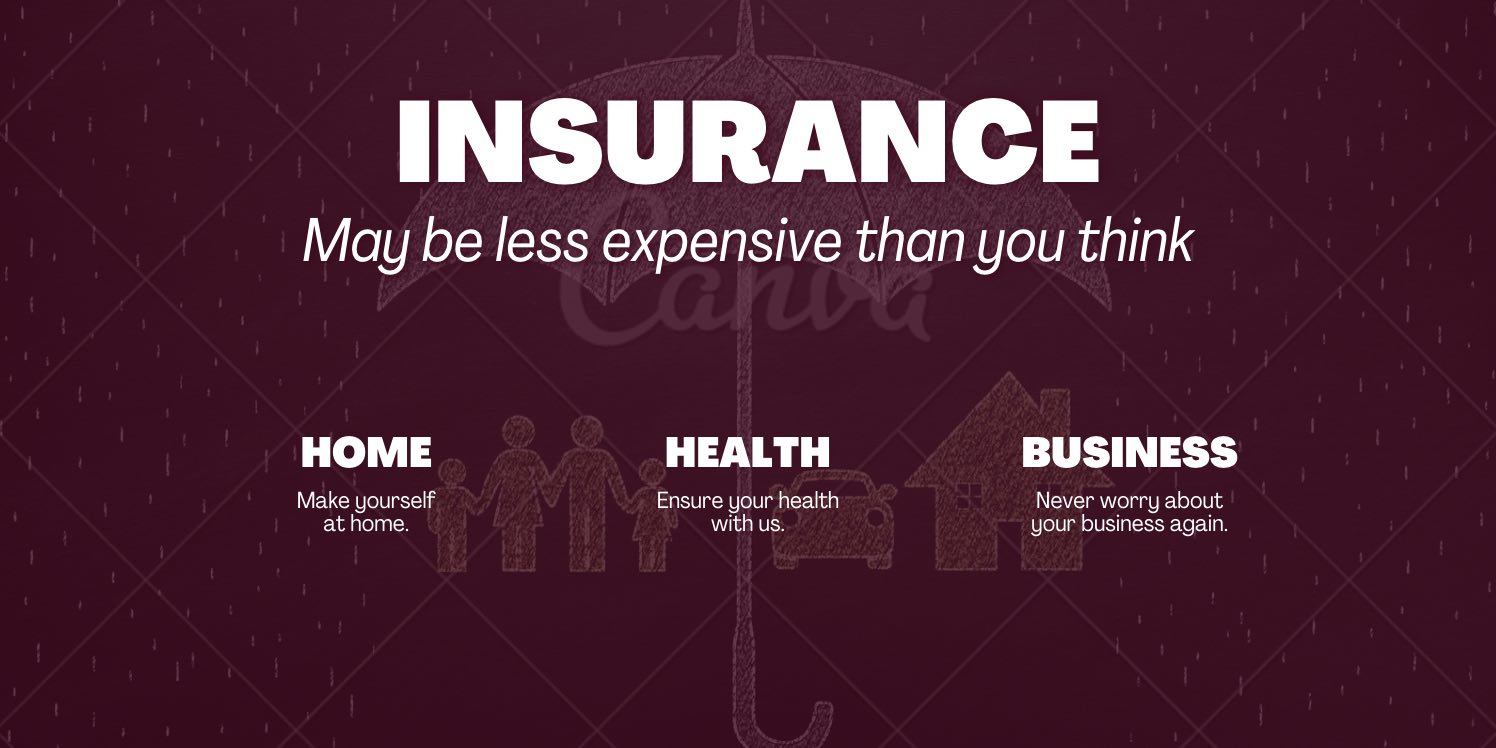 INSURANCE
May be less expensive than you think
Canva
HOME
Make yourself
at home.
HEALTH
Ensure your health
with us.
BUSINESS
Never worry about
your business again.